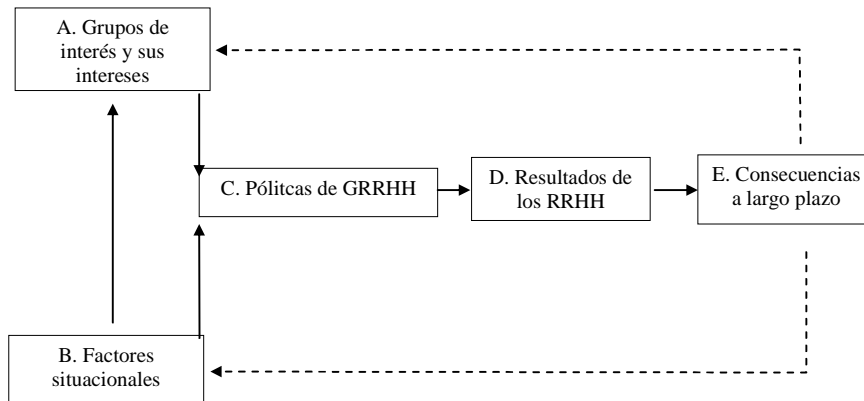 A. Grupos de
interés y sus
intereses
C. Pólitcas de GRRHH
D. Resultados de
los RRHH
E. Consecuencias
a largo plazo
B. Factores
situacionales